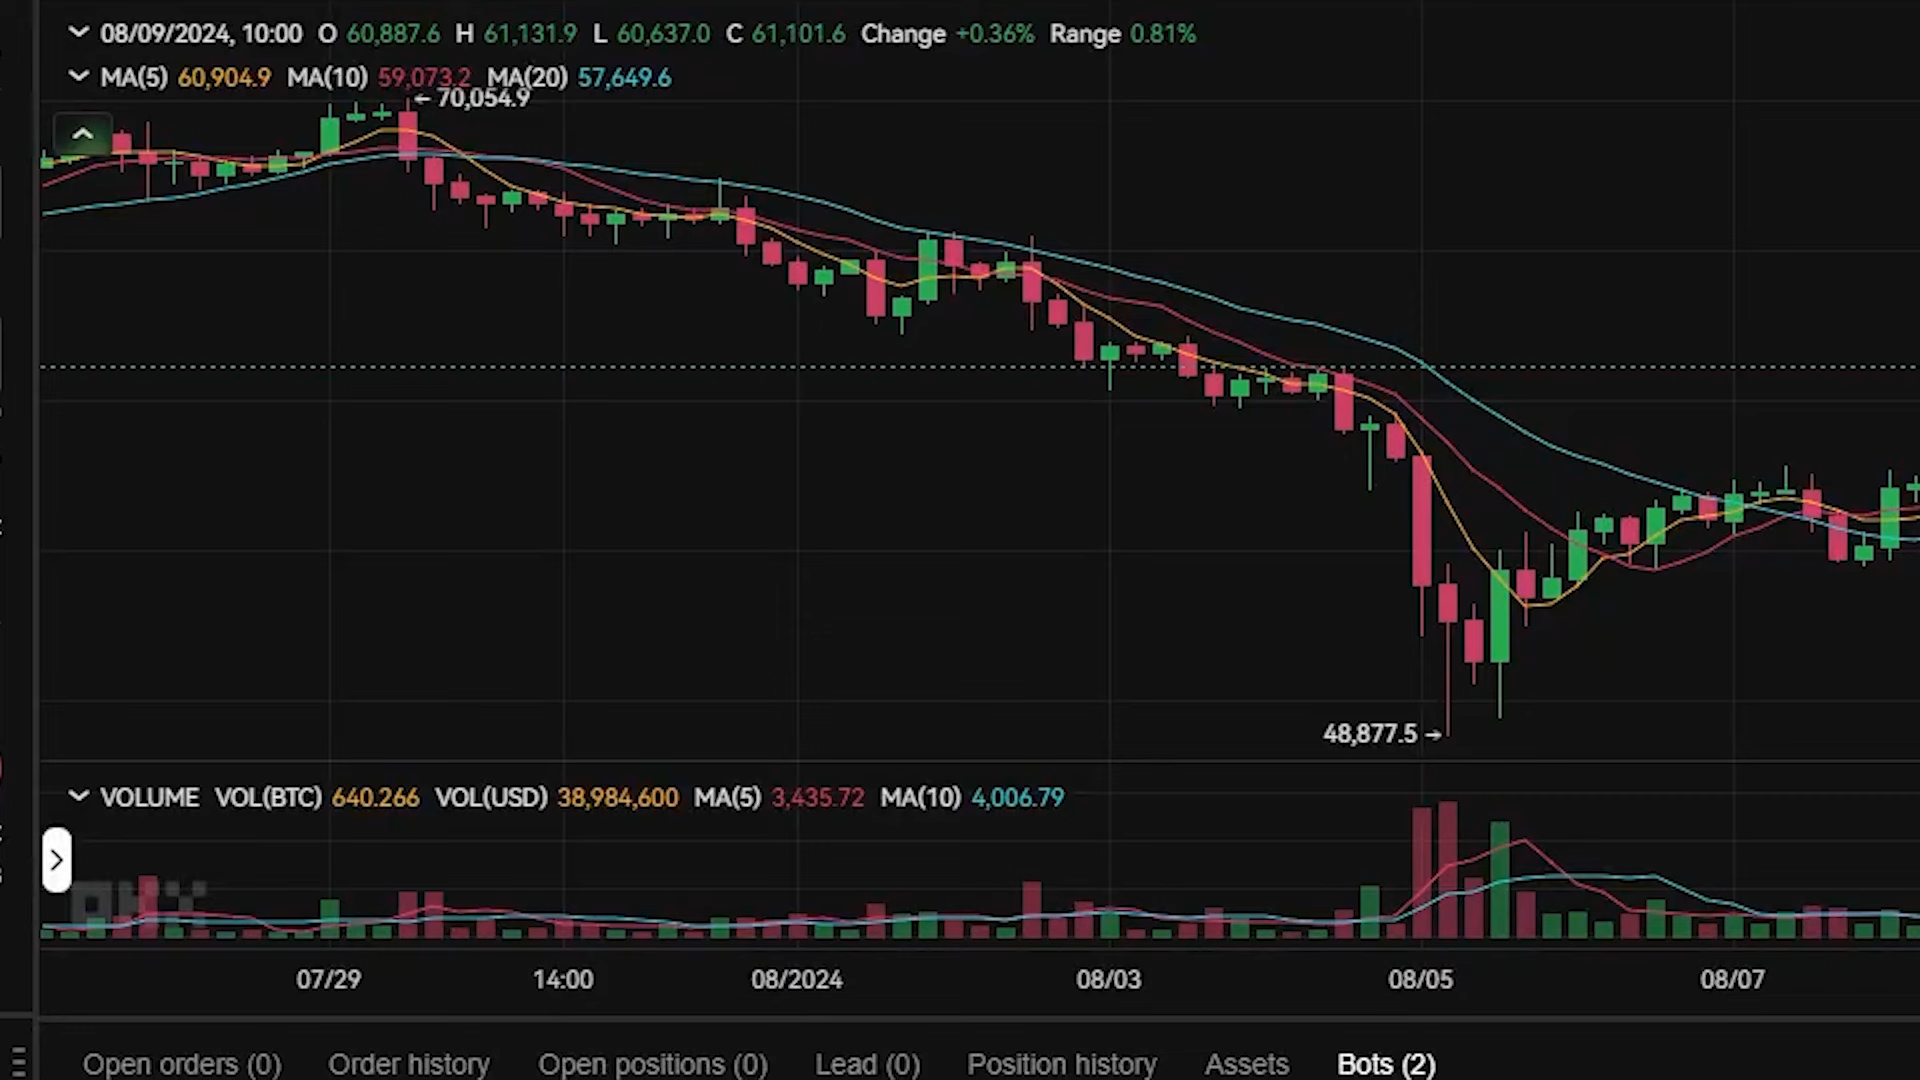 08/09/2024, 10:00 O 60,887.6 H 61,131.9 L 60,637.0 C 61,101.6 Change +0.36% Range 0.81%
MA(5) 60,904.9 MA(10) 59,073.2 MA(20) 57,649.6
70,054.9
48,877.5
VOLUME VOL(BTC) 640.266 VOL(USD) 38,984,600 MA(5) 3,435.72 MA(10) 4,006.79
OKX
07/29 14:00 08/2024 08/03 08/05 08/07
Open orders (0) Order history Open positions (0) Lead (0) Position history Assets Bots (2)